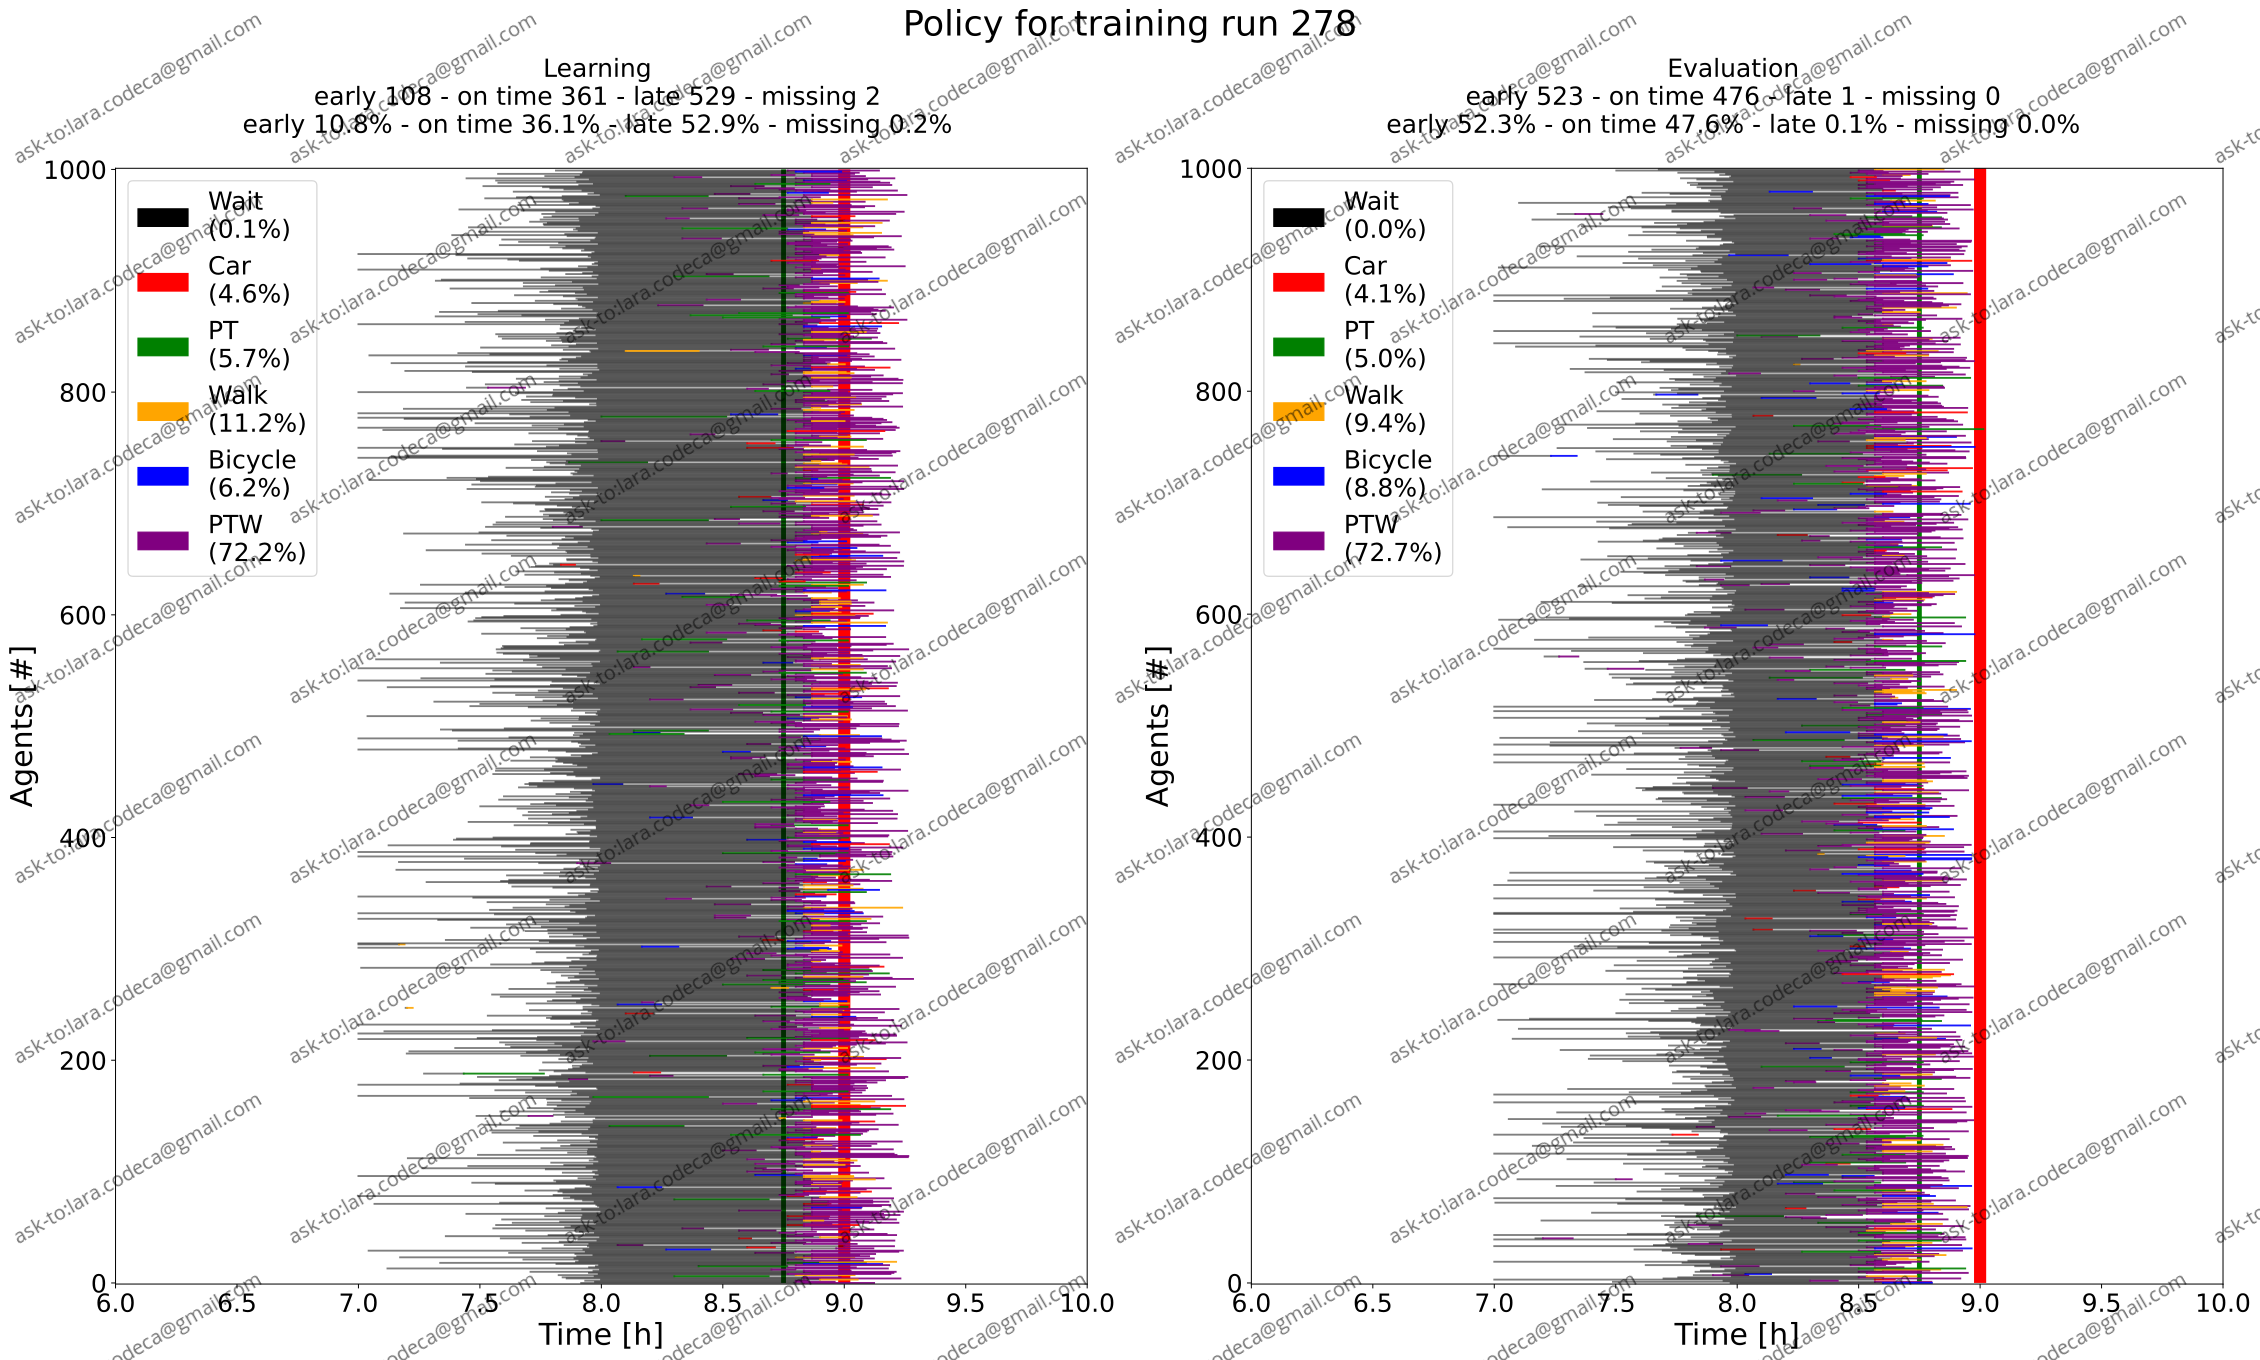 Policy for training run 278
Learning
early 108 - on time 361 - late 529 - missing 2
early 10.8% - on time 36.1% - late 52.9% - missing 0.2%
Evaluation
early 523 - on time 476 - late 1 - missing 0
early 52.3% - on time 47.6% - late 0.1% - missing 0.0%
Agents [#]
1000
800
600
400
200
0
Wait
(0.1%)
Car
(4.6%)
PT
(5.7%)
Walk
(11.2%)
Bicycle
(6.2%)
PTW
(72.2%)
6.0 6.5 7.0 7.5 8.0 8.5 9.0 9.5 10.0
Time [h]
Agents [#]
1000
800
600
400
200
0
Wait
(0.0%)
Car
(4.1%)
PT
(5.0%)
Walk
(9.4%)
Bicycle
(8.8%)
PTW
(72.7%)
6.0 6.5 7.0 7.5 8.0 8.5 9.0 9.5 10.0
Time [h]
ask-to:lara.codeca@gmail.com